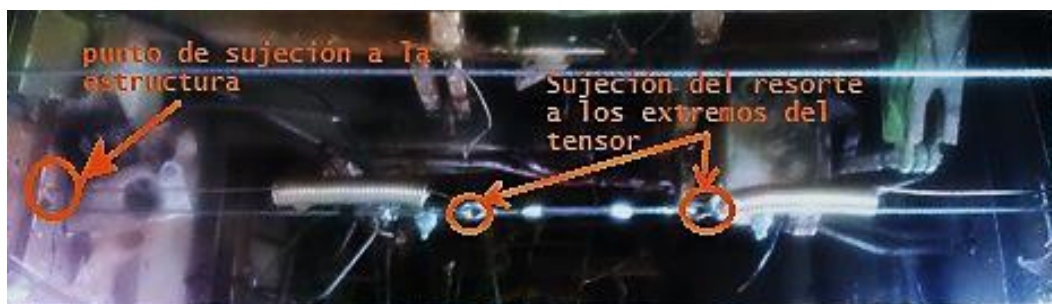 punto de sujeción a la
estructura
Sujeción del resorte
a los extremos del
tensor